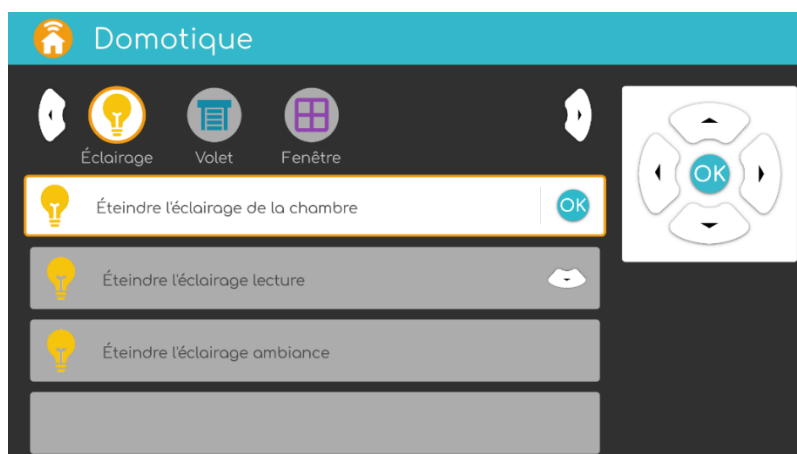 Domotique
Éclairage Volet Fenêtre
Éteindre l'éclairage de la chambre OK
Éteindre l'éclairage lecture
Éteindre l'éclairage ambiance
OK